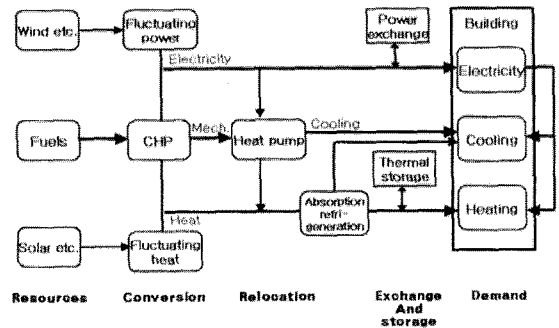 Wind etc.
Fluctuating
power
Power
exchange
Building
Electricity
Electricity
Fuels
CHP
Mech.
Heat pump
Cooling
Cooling
Thermal
storage
Absorption
refri-
generation
Heat
Heating
Solar etc.
Fluctuating
heat
Resources
Conversion
Relocation
Exchange
And
storage
Demand